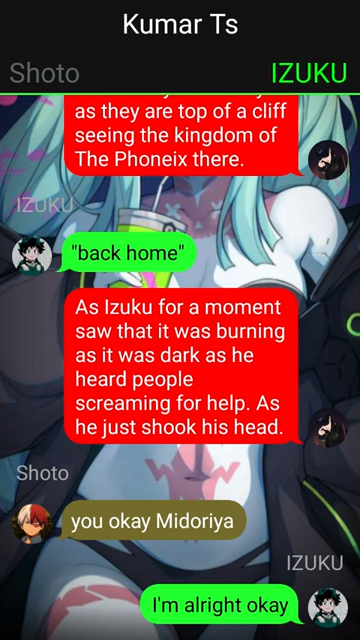 Kumar Ts
Shoto
IZUKU
as they are top of a cliff
seeing the kingdom of
The Phoneix there.
IZUKU
"back home"
As Izuku for a moment
saw that it was burning
as it was dark as he
heard people
screaming for help. As
he just shook his head.
Shoto
you okay Midoriya
IZUKU
I'm alright okay